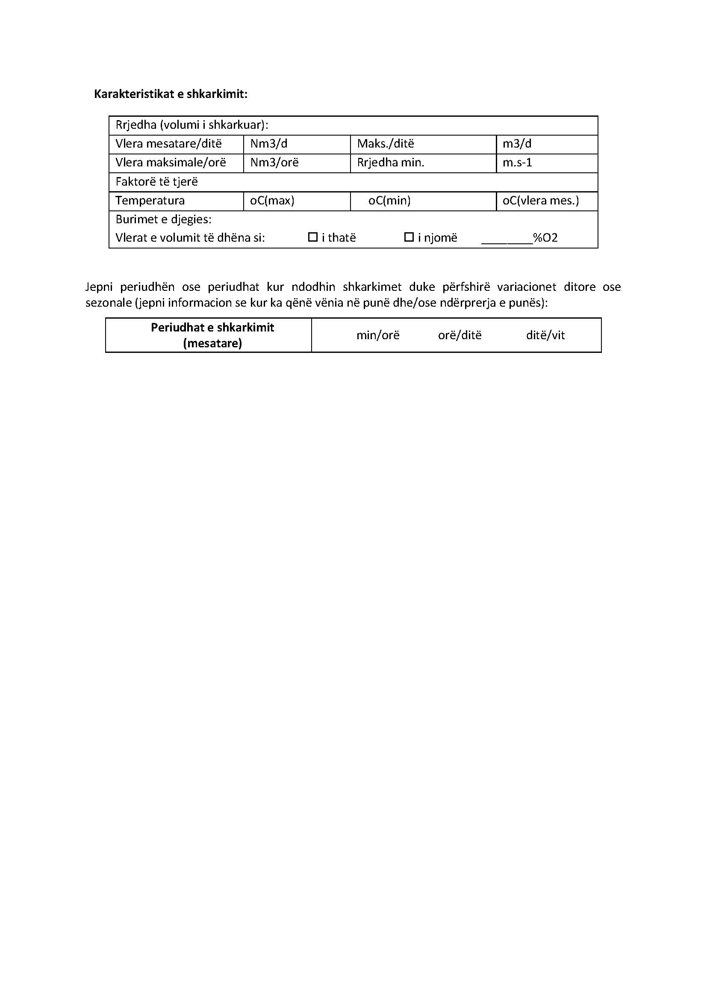 Karakteristikat e shkarkimit:
Rrjedha (volumi i shkarkuar):
Vlera mesatare/ditë Nm3/d Maks./ditë m3/d
Vlera maksimale/orë Nm3/orë Rrjedha min. m.s-1
Faktorë të tjerë
Temperatura oC(max) oC(min) oC(vlera mes.)
Burimet e djegies:
Vlerat e volumit të dhëna si: ☐ i thatë ☐ i njomë ________%O2
Jepni periudhën ose periudhat kur ndodhin shkarkimet duke përfshirë variacionet ditore ose
sezonale (jepni informacion se kur ka qënë vënia në punë dhe/ose ndërprerja e punës):
Periudhat e shkarkimit
(mesatare)
min/orë orë/ditë ditë/vit